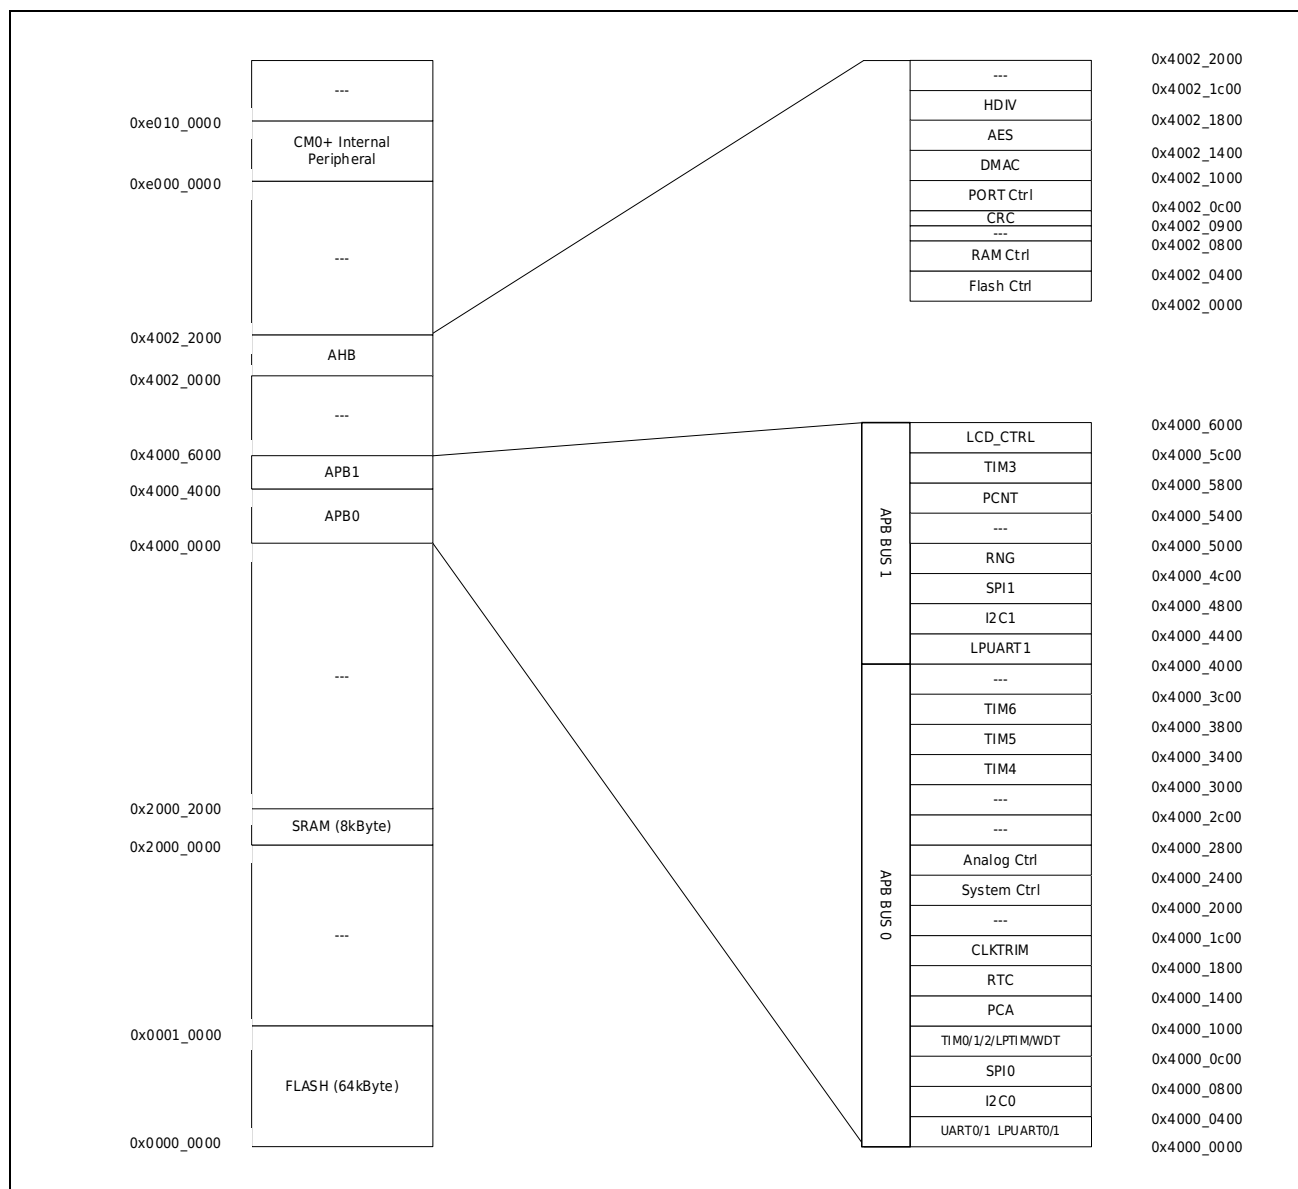 ---
0xe010_0000
CM0+ Internal
Peripheral
0xe000_0000
---
0x4002_2000
AHB
0x4002_0000
---
0x4000_6000
APB1
0x4000_4000
APB0
0x4000_0000
---
0x2000_2000
SRAM (8kByte)
0x2000_0000
---
0x0001_0000
FLASH (64kByte)
0x0000_0000
0x4002_2000
---
0x4002_1c00
HDIV
0x4002_1800
AES
0x4002_1400
DMAC
0x4002_1000
PORT Ctrl
0x4002_0c00
CRC
0x4002_0900
---
0x4002_0800
RAM Ctrl
0x4002_0400
Flash Ctrl
0x4002_0000
APB BUS 1
0x4000_6000
LCD_CTRL
0x4000_5c00
TIM3
0x4000_5800
PCNT
0x4000_5400
---
0x4000_5000
RNG
0x4000_4c00
SPI1
0x4000_4800
I2C1
0x4000_4400
LPUART1
0x4000_4000
APB BUS 0
---
0x4000_3c00
TIM6
0x4000_3800
TIM5
0x4000_3400
TIM4
0x4000_3000
---
0x4000_2c00
---
0x4000_2800
Analog Ctrl
0x4000_2400
System Ctrl
0x4000_2000
---
0x4000_1c00
CLKTRIM
0x4000_1800
RTC
0x4000_1400
PCA
0x4000_1000
TIM0/1/2/LPTIM/WDT
0x4000_0c00
SPI0
0x4000_0800
I2C0
0x4000_0400
UART0/1 LPUART0/1
0x4000_0000